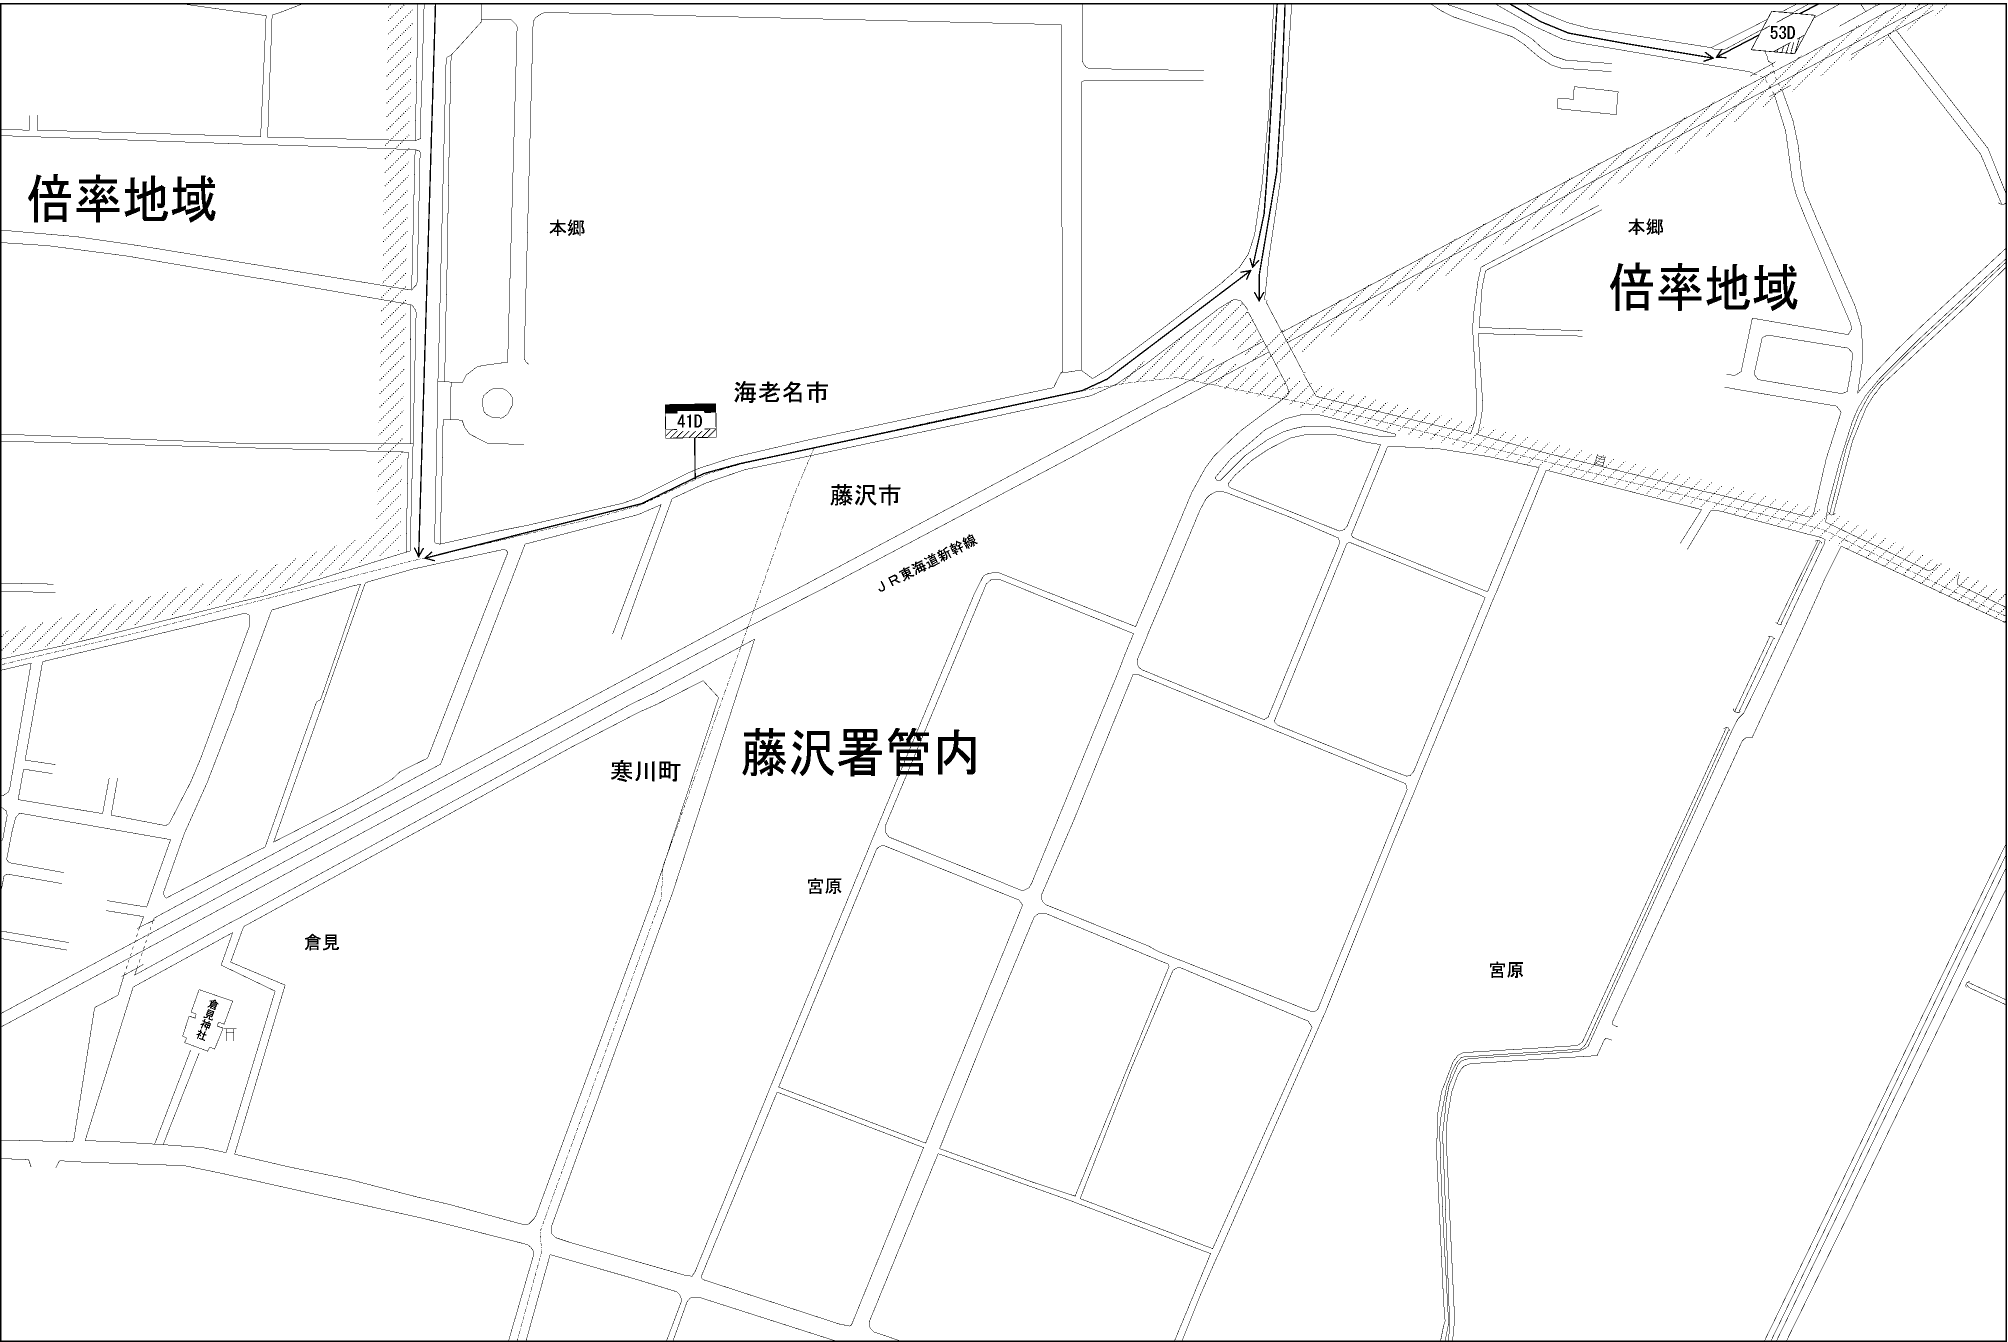 53D
倍率地域
本郷
本郷
倍率地域
海老名市
41D
藤沢市
JR東海道新幹線
藤沢署管内
寒川町
宮原
倉見
宮原
倉見神社